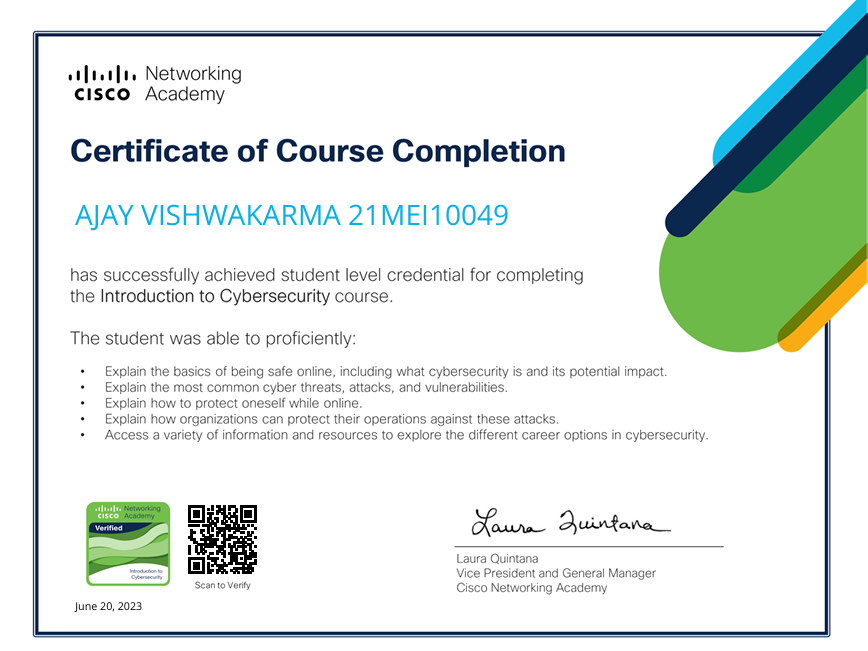 Networking
CISCO Academy
Certificate of Course Completion
AJAY VISHWAKARMA 21MEI10049
has successfully achieved student level credential for completing
the Introduction to Cybersecurity course.
The student was able to proficiently:
• Explain the basics of being safe online, including what cybersecurity is and its potential impact.
• Explain the most common cyber threats, attacks, and vulnerabilities.
• Explain how to protect oneself while online.
• Explain how organizations can protect their operations against these attacks.
• Access a variety of information and resources to explore the different career options in cybersecurity.
Networking
CISCO Academy
Verified
Introduction to
Cybersecurity
Scan to Verify
June 20, 2023
Laura Quintana
Laura Quintana
Vice President and General Manager
Cisco Networking Academy